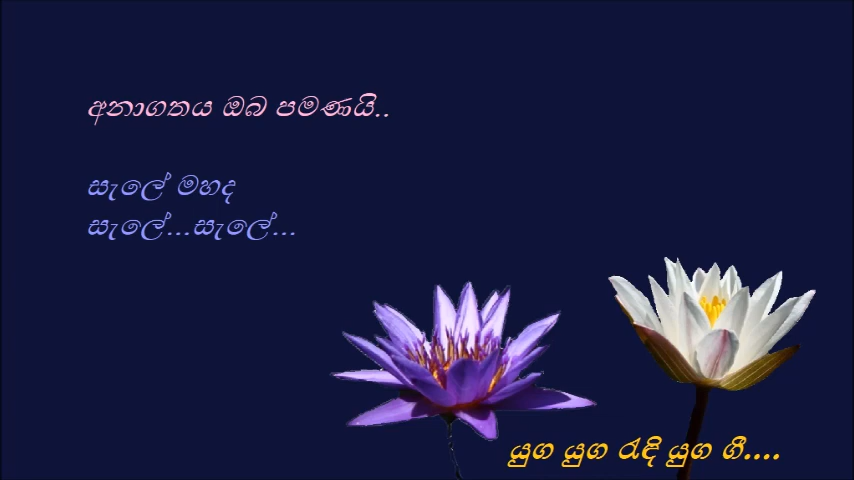 අනාගතය ඔබ පමණයි..
සැලේ මහද
සැලේ...සැලේ...
යුග යුග රැඳි යුග ගී....